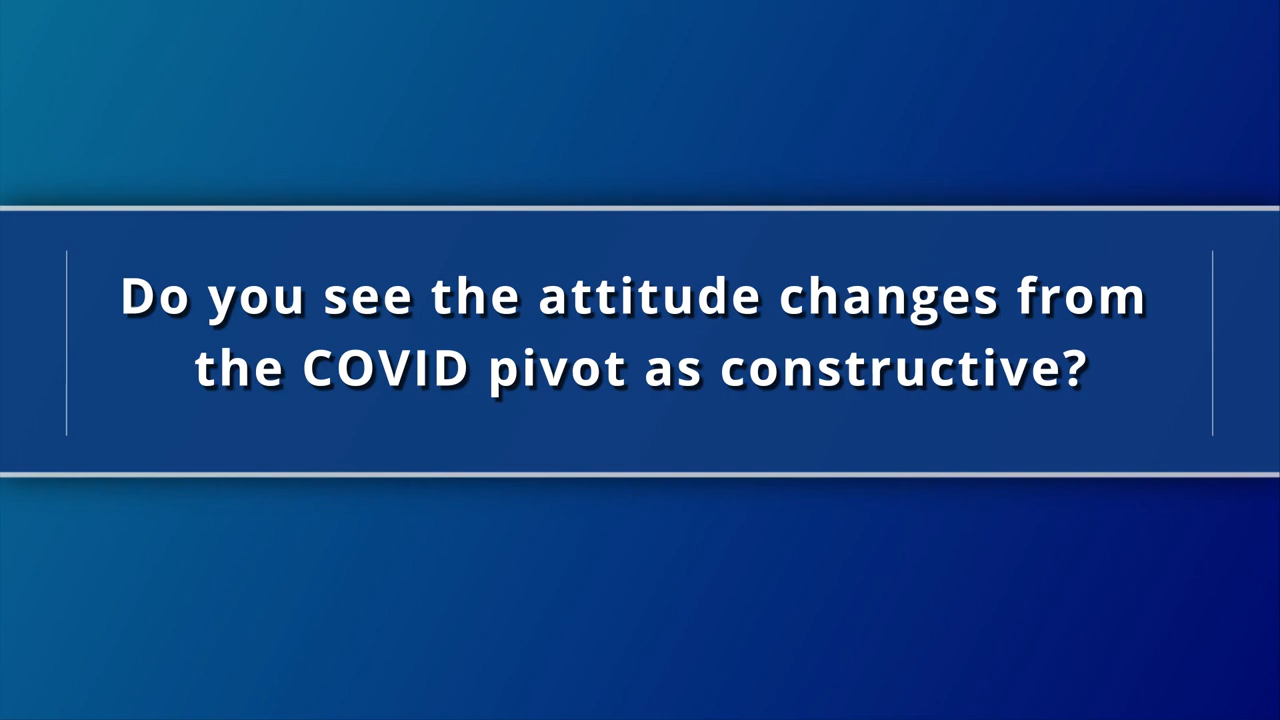 Do you see the attitude changes from
the COVID pivot as constructive?